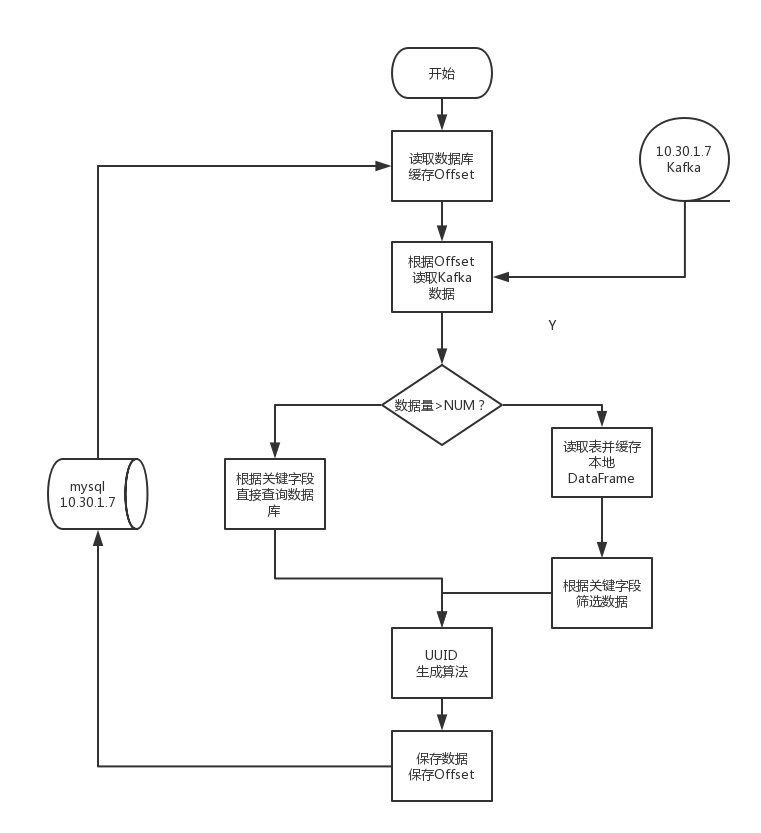 开始
读取数据库
缓存Offset
10.30.1.7
Kafka
根据Offset
读取Kafka
数据
Y
数据量>NUM？
读取表并缓存
本地
DataFrame
根据关键字段
直接查询数据
库
mysql
10.30.1.7
根据关键字段
筛选数据
UUID
生成算法
保存数据
保存Offset